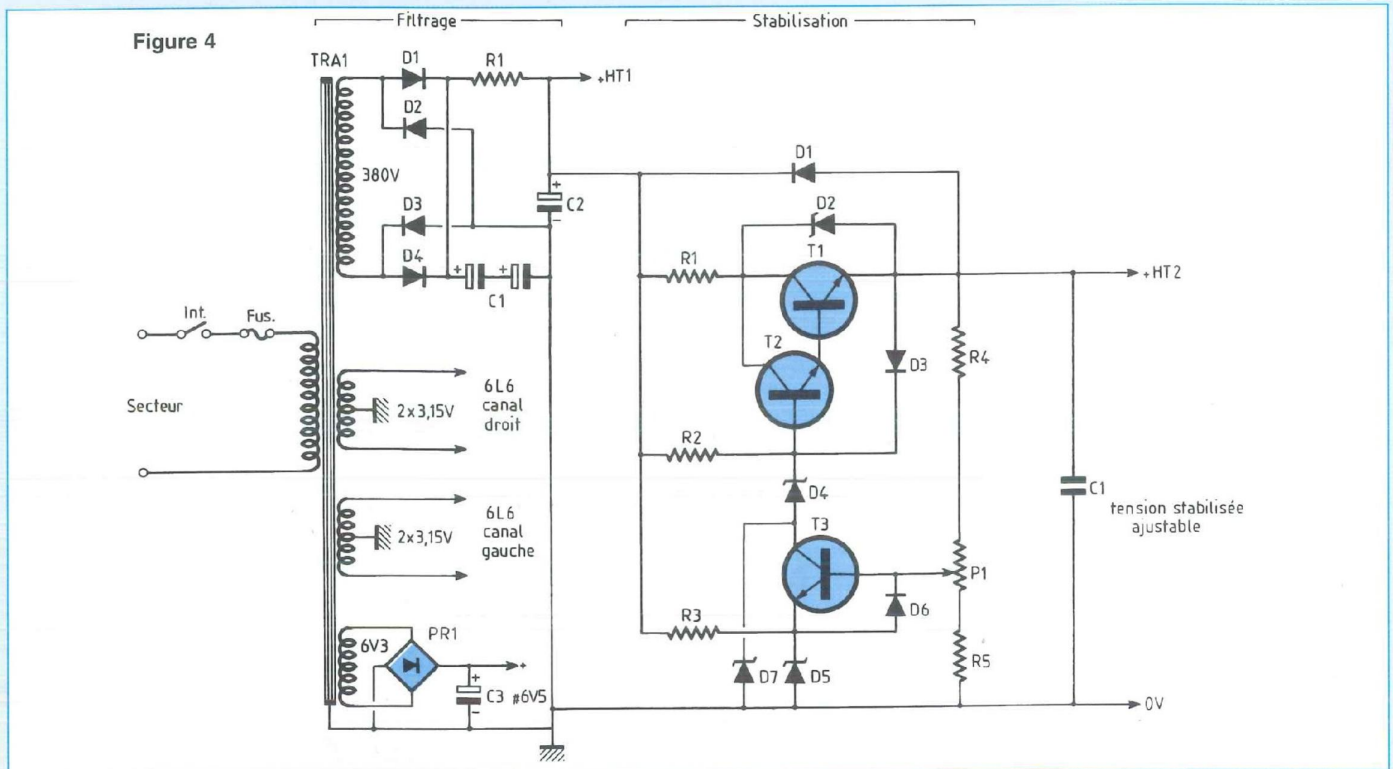 Figure 4
Filtrage
Stabilisation
TRA1
D1
R1
+HT1
D2
380V
D3
C2
D4
C1
Int.
Fus.
Secteur
6L6
canal
droit
2x3,15V
6L6
canal
gauche
2x3,15V
6V3
PR1
+
C3 #6V5
D1
D2
T1
R1
+HT2
T2
D3
R4
R2
D4
C1
tension stabilisée
ajustable
T3
P1
D6
R3
D7
D5
R5
0V